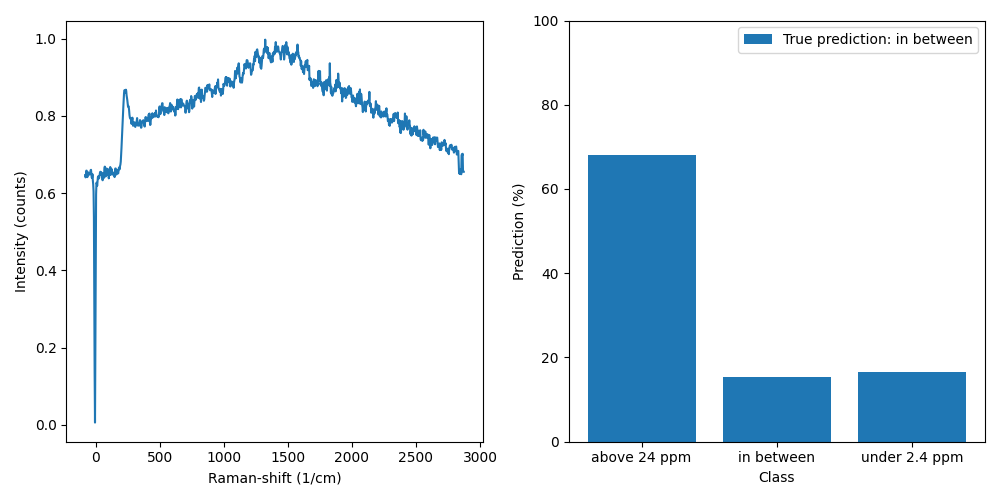 1.0
0.8
0.6
0.4
0.2
0.0
Intensity (counts)
0
500
1000
1500
2000
2500
3000
Raman-shift (1/cm)
100
80
60
40
20
0
Prediction (%)
True prediction: in between
above 24 ppm
in between
under 2.4 ppm
Class